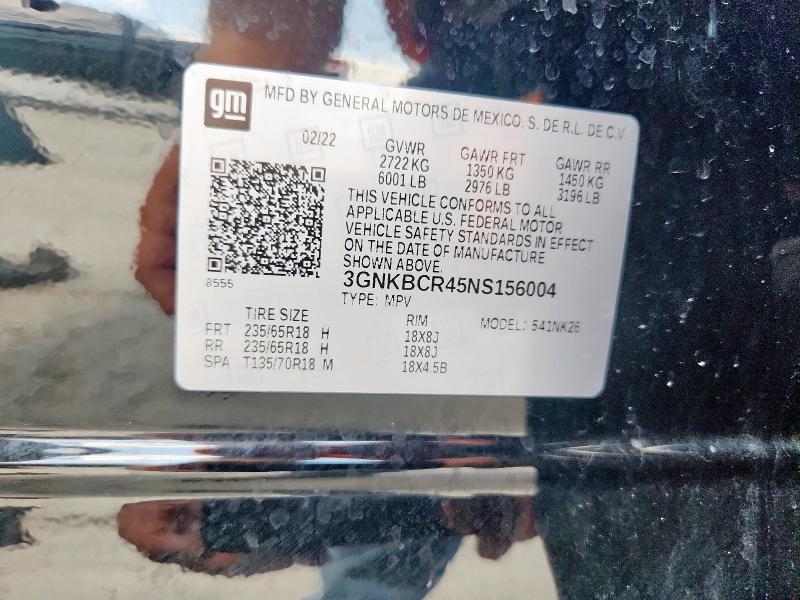 gm
MFD BY GENERAL MOTORS DE MEXICO, S. DE R.L. DE C.V.
02/22
GVWR
2722 KG
6001 LB
GAWR FRT
1350 KG
2976 LB
GAWR RR
1450 KG
3196 LB
THIS VEHICLE CONFORMS TO ALL
APPLICABLE U.S. FEDERAL MOTOR
VEHICLE SAFETY STANDARDS IN EFFECT
ON THE DATE OF MANUFACTURE
SHOWN ABOVE.
3GNKBCR45NS156004
TYPE: MPV
8555
TIRE SIZE RIM MODEL: 541NK26
FRT 235/65R18 H 18X8J
RR 235/65R18 H 18X8J
SPA T135/70R18 M 18X4.5B